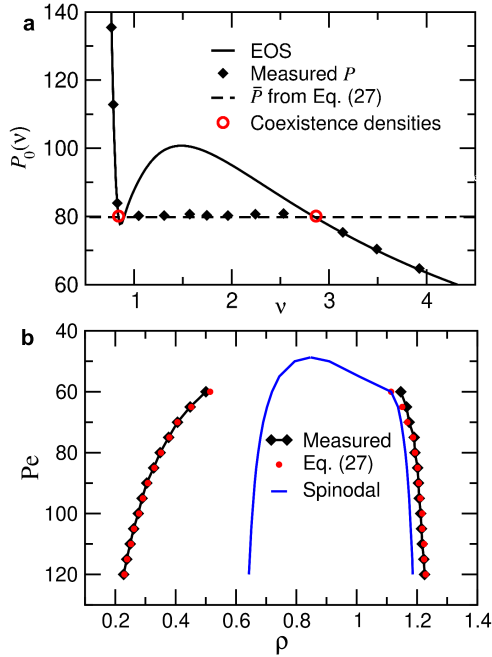 a
140
120
100
80
60
P₀(ν)
EOS
Measured P
P̄ from Eq. (27)
Coexistence densities
1 2 3 4
ν
b
40
60
80
100
120
Pe
Measured
Eq. (27)
Spinodal
0.2 0.4 0.6 0.8 1 1.2 1.4
ρ